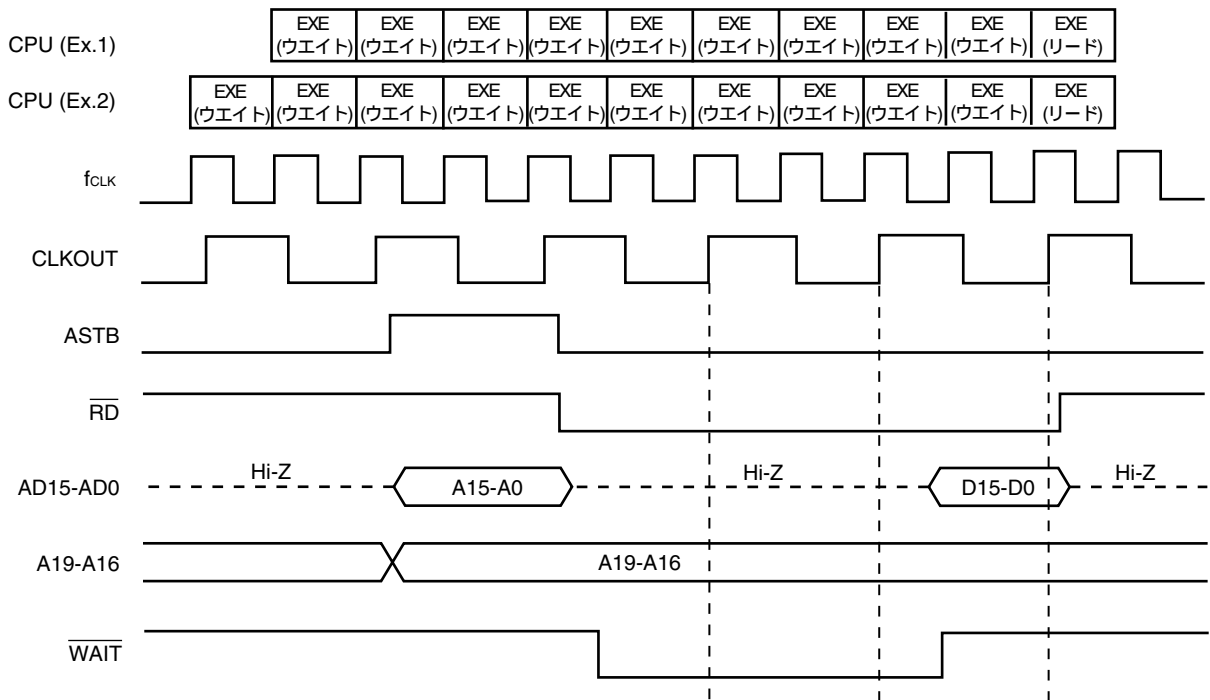 CPU (Ex.1)
EXE EXE EXE EXE EXE EXE EXE EXE EXE EXE
(ウエイト) (ウエイト) (ウエイト) (ウエイト) (ウエイト) (ウエイト) (ウエイト) (ウエイト) (ウエイト) (リード)
CPU (Ex.2)
EXE EXE EXE EXE EXE EXE EXE EXE EXE EXE EXE
(ウエイト) (ウエイト) (ウエイト) (ウエイト) (ウエイト) (ウエイト) (ウエイト) (ウエイト) (ウエイト) (ウエイト) (リード)
fCLK
CLKOUT
ASTB
RD
AD15-AD0 Hi-Z A15-A0 Hi-Z D15-D0 Hi-Z
A19-A16 A19-A16
WAIT